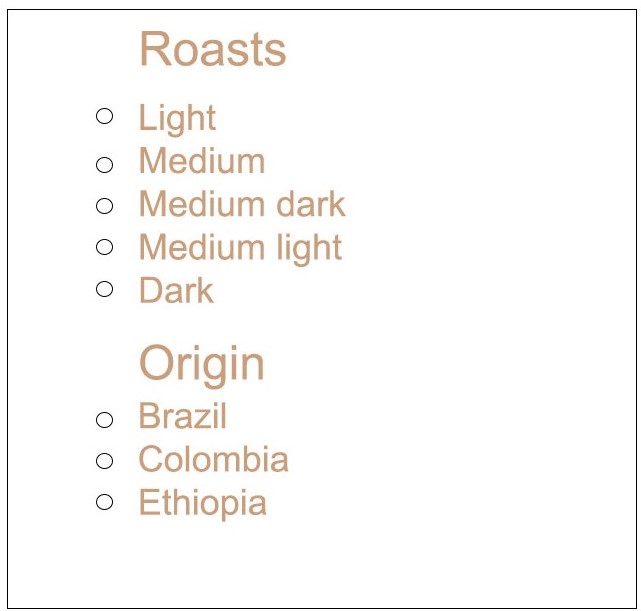 Roasts
Light
Medium
Medium dark
Medium light
Dark
Origin
Brazil
Colombia
Ethiopia